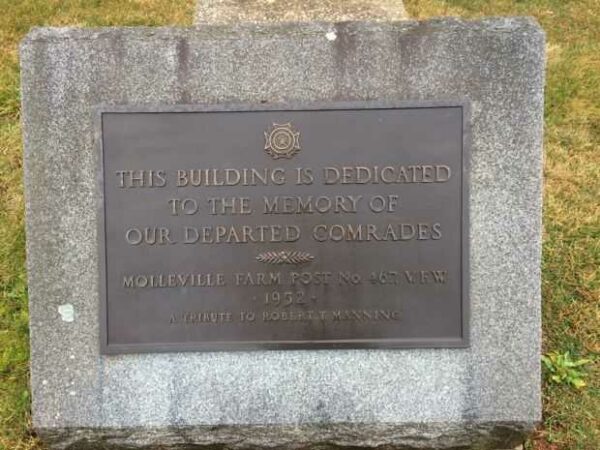 THIS BUILDING IS DEDICATED
TO THE MEMORY OF
OUR DEPARTED COMRADES
MOLLEVILLE FARM POST No. 467 V.F.W.
· 1952 ·
A TRIBUTE TO ROBERT T. MANNING